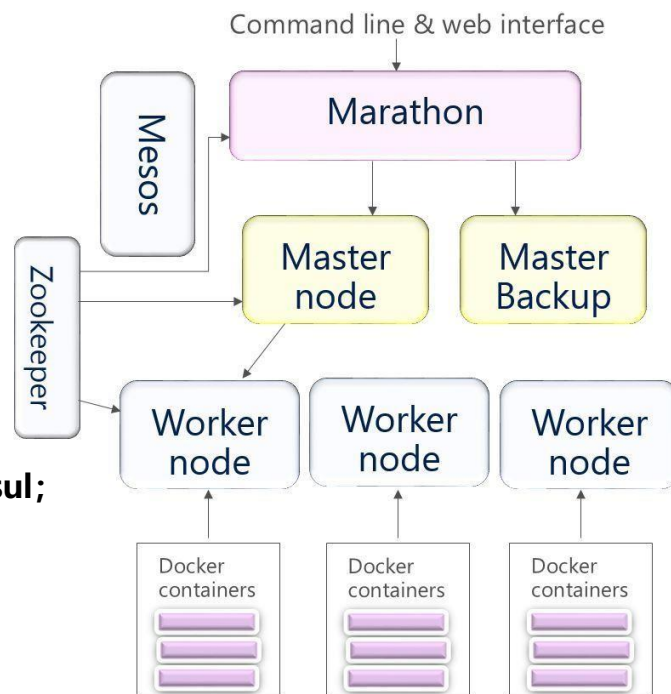 Command line & web interface
Marathon
Mesos
Master
node
Master
Backup
Zookeeper
Worker
node
Worker
node
Worker
node
sul;
Docker
containers
Docker
containers
Docker
containers